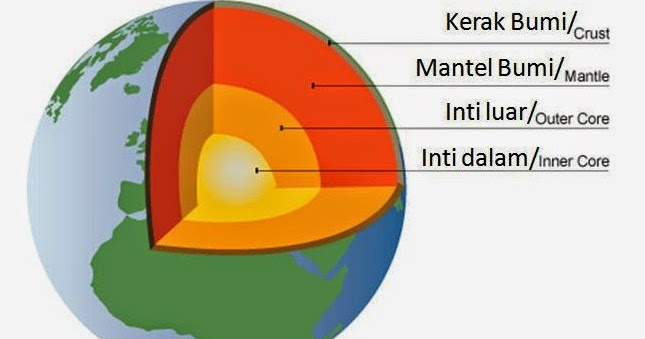 Kerak Bumi/Crust
Mantel Bumi/Mantle
Inti luar/Outer Core
Inti dalam/Inner Core